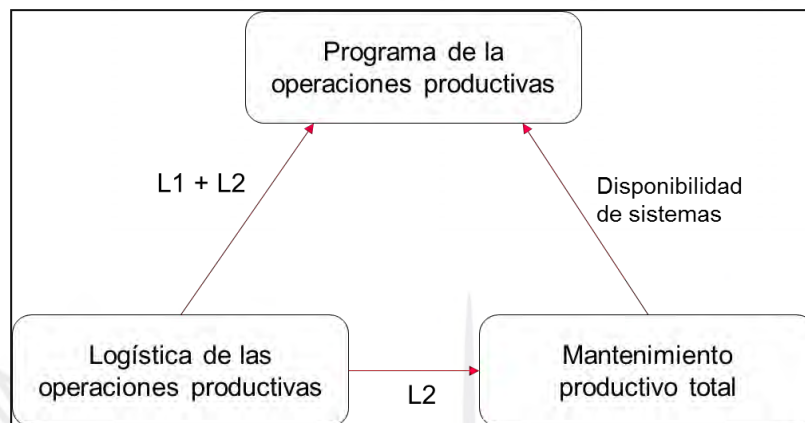 Programa de la
operaciones productivas
L1 + L2
Disponibilidad
de sistemas
Logística de las
operaciones productivas
L2
Mantenimiento
productivo total